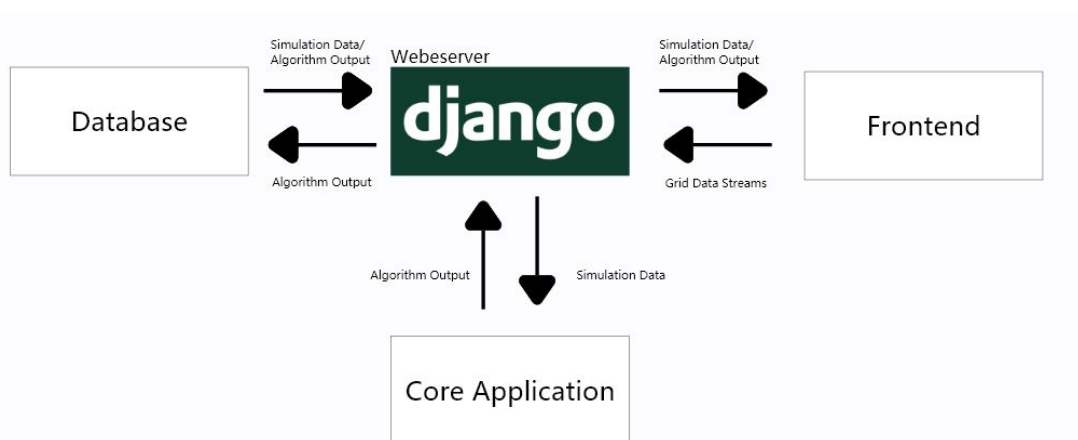 Simulation Data/
Algorithm Output
Webeserver
Simulation Data/
Algorithm Output
Database
django
Frontend
Algorithm Output
Grid Data Streams
Algorithm Output
Simulation Data
Core Application